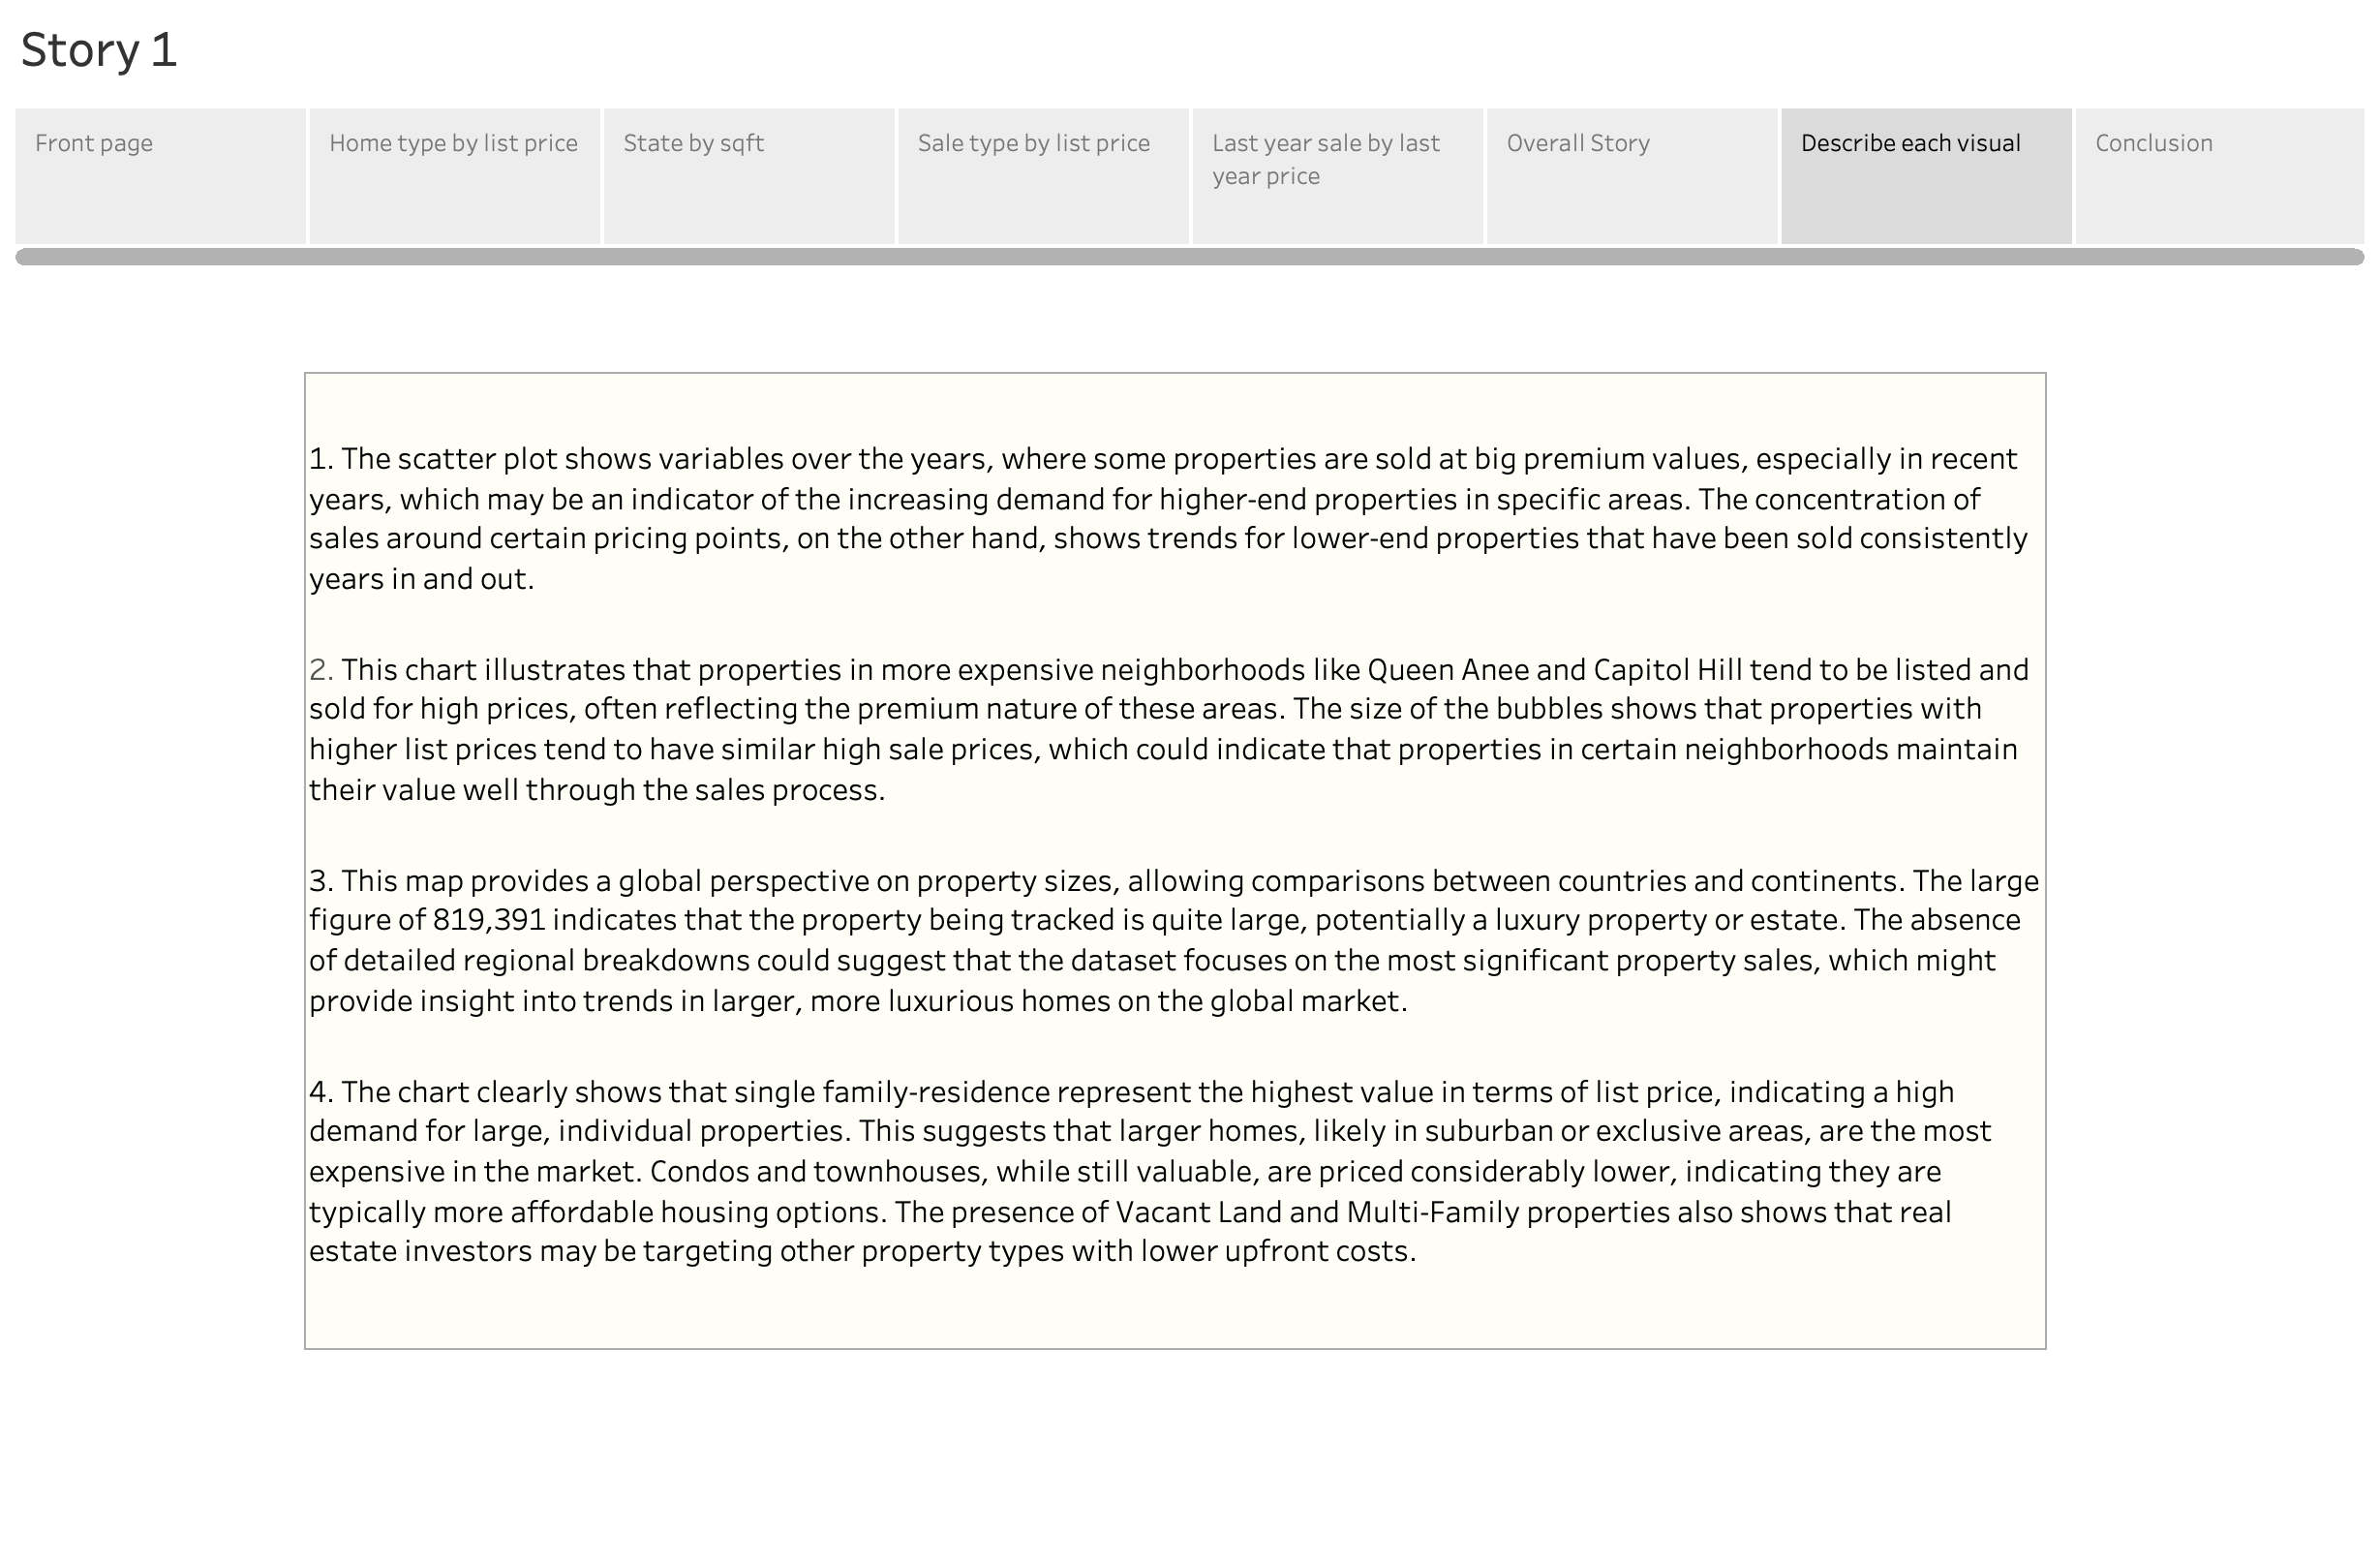 Story 1
Front page
Home type by list price
State by sqft
Sale type by list price
Last year sale by last
year price
Overall Story
Describe each visual
Conclusion
1. The scatter plot shows variables over the years, where some properties are sold at big premium values, especially in recent
years, which may be an indicator of the increasing demand for higher-end properties in specific areas. The concentration of
sales around certain pricing points, on the other hand, shows trends for lower-end properties that have been sold consistently
years in and out.
2. This chart illustrates that properties in more expensive neighborhoods like Queen Anee and Capitol Hill tend to be listed and
sold for high prices, often reflecting the premium nature of these areas. The size of the bubbles shows that properties with
higher list prices tend to have similar high sale prices, which could indicate that properties in certain neighborhoods maintain
their value well through the sales process.
3. This map provides a global perspective on property sizes, allowing comparisons between countries and continents. The large
figure of 819,391 indicates that the property being tracked is quite large, potentially a luxury property or estate. The absence
of detailed regional breakdowns could suggest that the dataset focuses on the most significant property sales, which might
provide insight into trends in larger, more luxurious homes on the global market.
4. The chart clearly shows that single family-residence represent the highest value in terms of list price, indicating a high
demand for large, individual properties. This suggests that larger homes, likely in suburban or exclusive areas, are the most
expensive in the market. Condos and townhouses, while still valuable, are priced considerably lower, indicating they are
typically more affordable housing options. The presence of Vacant Land and Multi-Family properties also shows that real
estate investors may be targeting other property types with lower upfront costs.